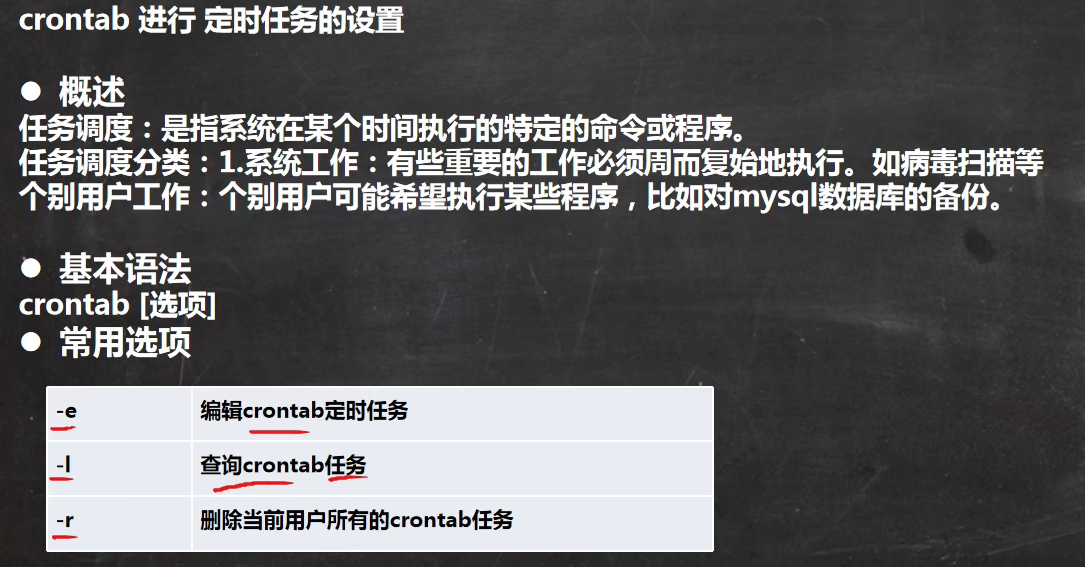 crontab 进行 定时任务的设置
● 概述
任务调度：是指系统在某个时间执行的特定的命令或程序。
任务调度分类：1.系统工作：有些重要的工作必须周而复始地执行。如病毒扫描等
个别用户工作：个别用户可能希望执行某些程序，比如对mysql数据库的备份。
● 基本语法
crontab [选项]
● 常用选项
-e 编辑crontab定时任务
-l 查询crontab任务
-r 删除当前用户所有的crontab任务